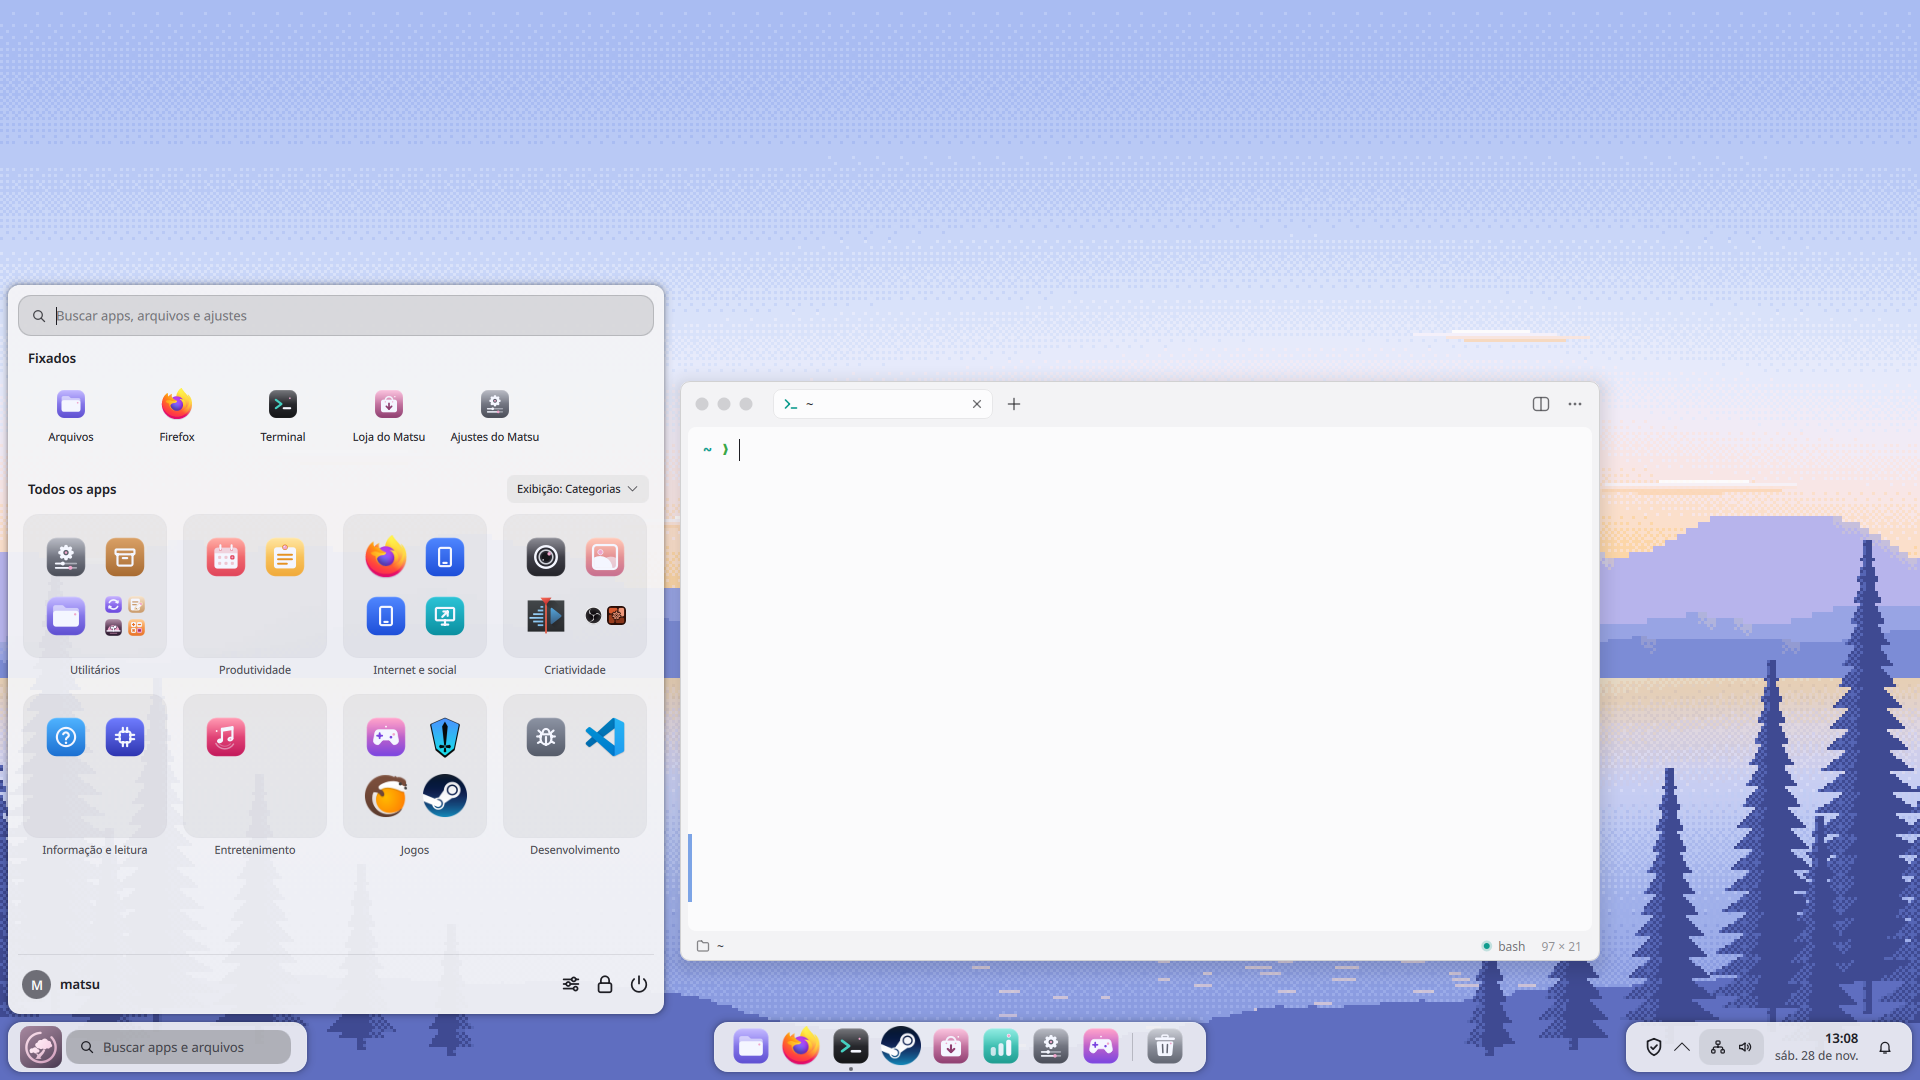 Buscar apps, arquivos e ajustes
Fixados
Arquivos
Firefox
Terminal
Loja do Matsu
Ajustes do Matsu
Todos os apps
Exibição: Categorias
Utilitários
Produtividade
Internet e social
Criatividade
Informação e leitura
Entretenimento
Jogos
Desenvolvimento
M
matsu
~
~ ❩
~
bash
97 × 21
Buscar apps e arquivos
13:08
sáb. 28 de nov.